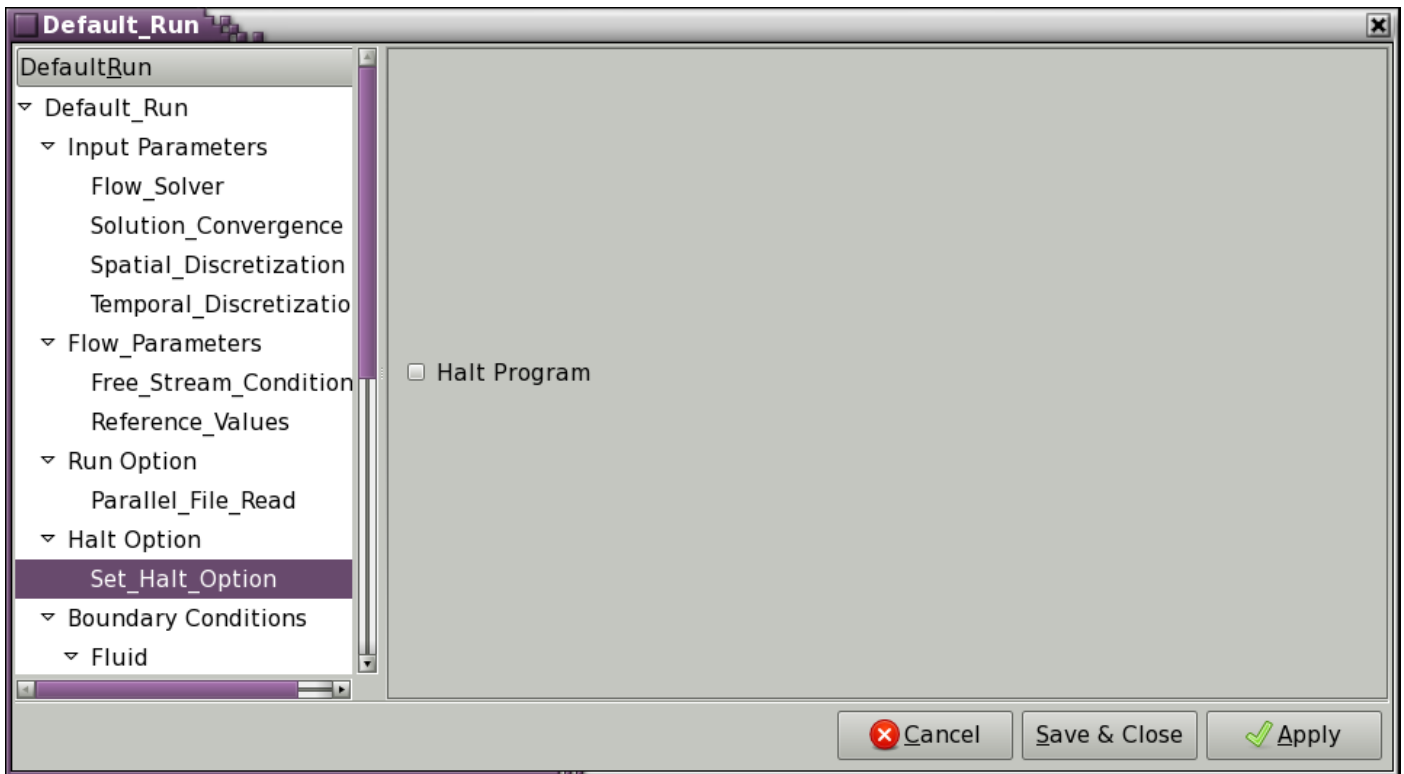 Default_Run
DefaultRun
Default_Run
Input Parameters
Flow_Solver
Solution_Convergence
Spatial_Discretization
Temporal_Discretizatio
Flow_Parameters
Free_Stream_Condition
Reference_Values
Run Option
Parallel_File_Read
Halt Option
Set_Halt_Option
Boundary Conditions
Fluid
Halt Program
Cancel Save & Close Apply